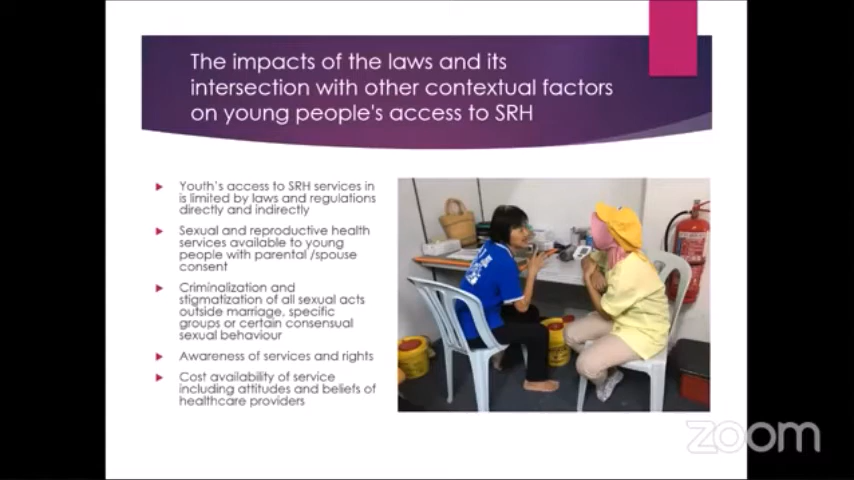 The impacts of the laws and its
intersection with other contextual factors
on young people's access to SRH
Youth's access to SRH services in
is limited by laws and regulations
directly and indirectly
Sexual and reproductive health
services available to young
people with parental /spouse
consent
Criminalization and
stigmatization of all sexual acts
outside marriage, specific
groups or certain consensual
sexual behaviour
Awareness of services and rights
Cost availability of service
including attitudes and beliefs of
healthcare providers
zoom